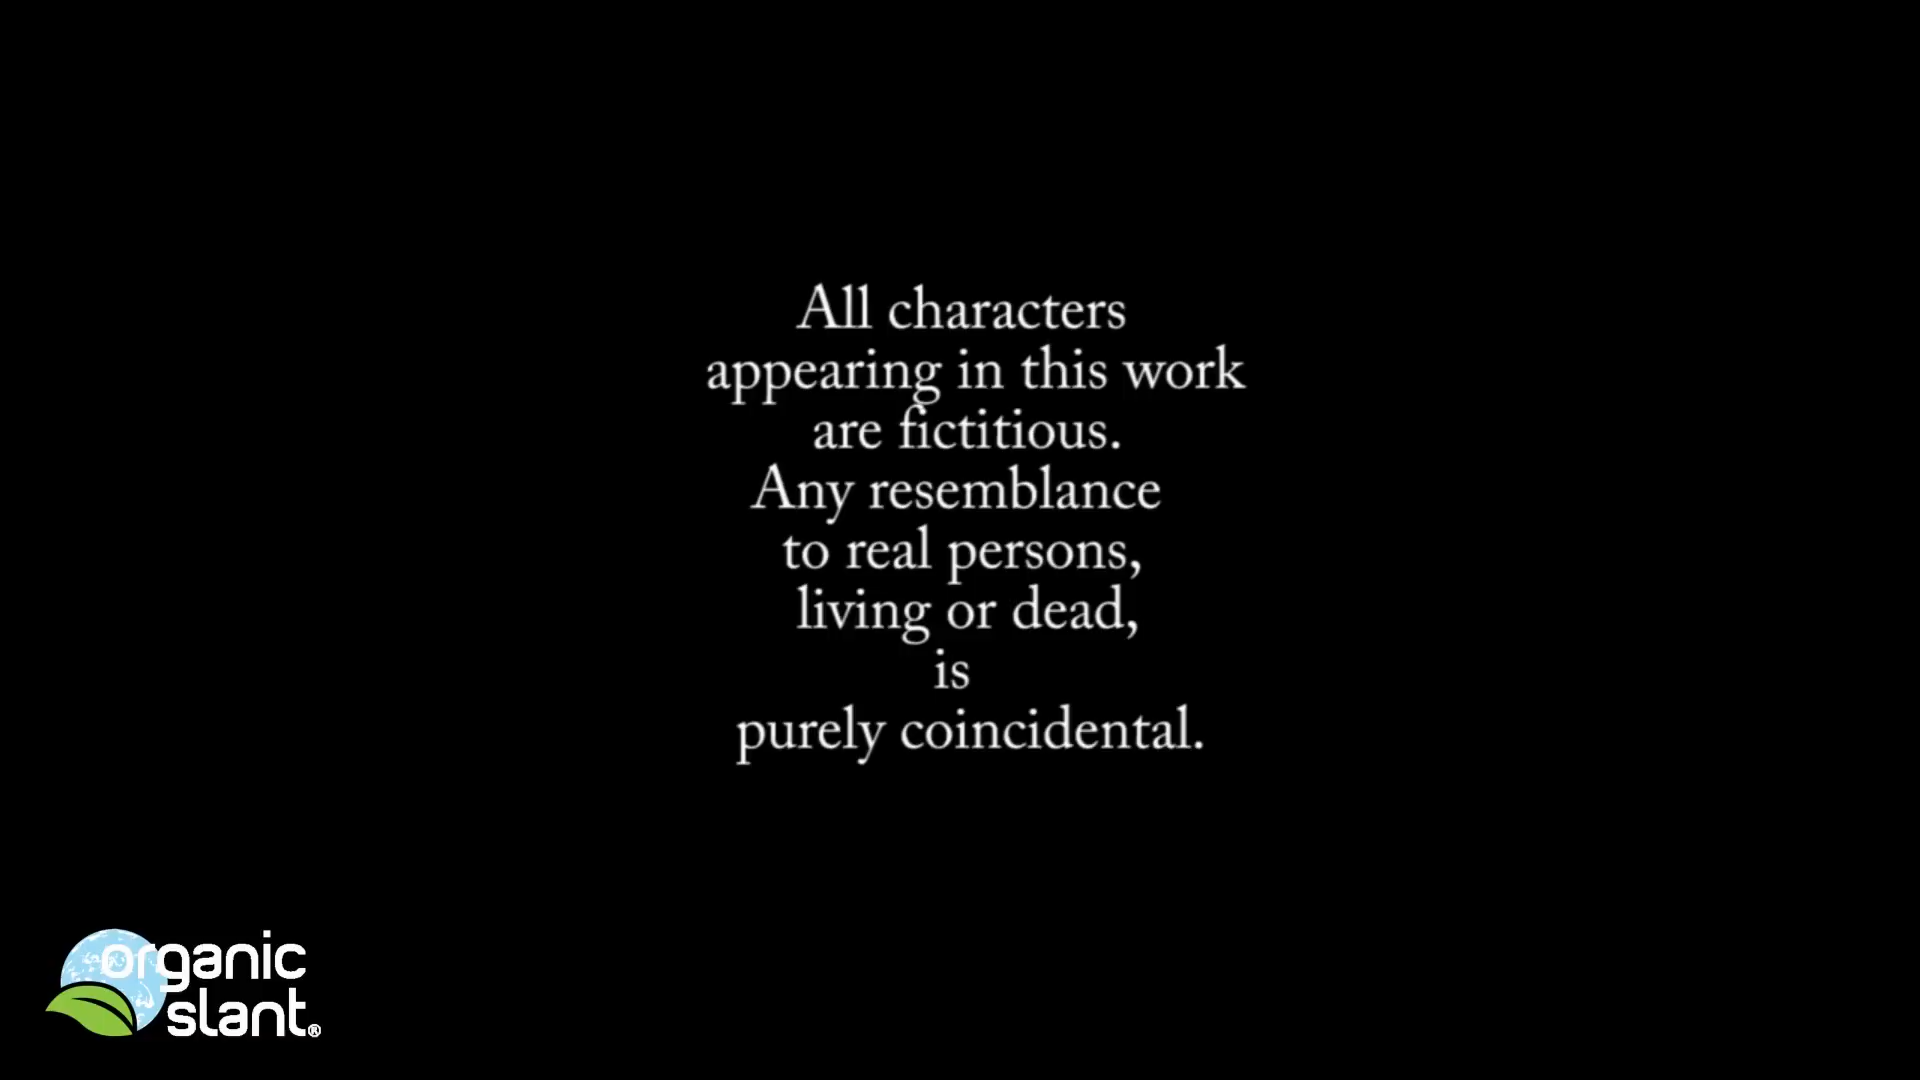 All characters
appearing in this work
are fictitious.
Any resemblance
to real persons,
living or dead,
is
purely coincidental.
organic
slant®